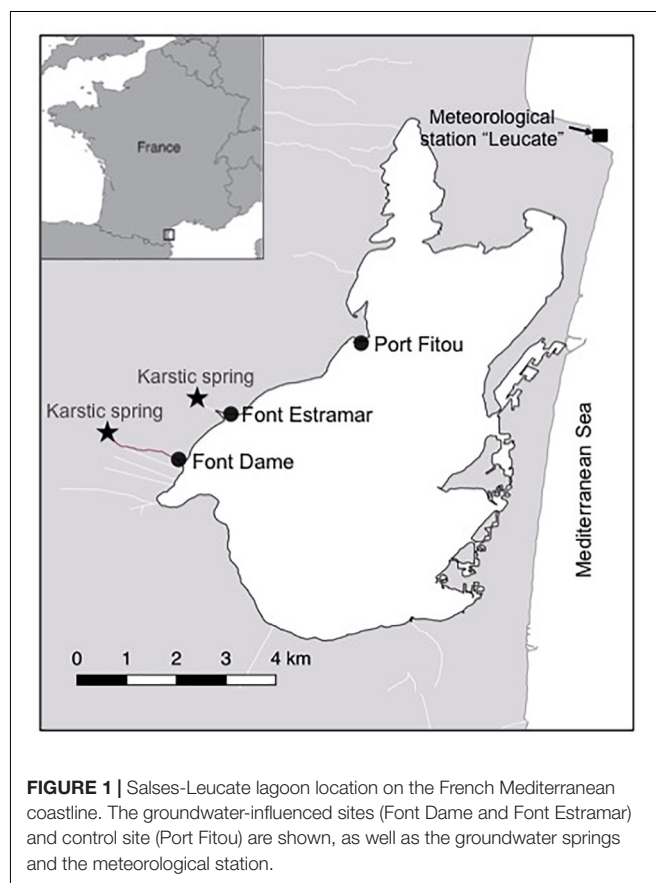 France
Meteorological
station “Leucate”
Port Fitou
Karstic spring
Font Estramar
Karstic spring
Font Dame
Mediterranean Sea
0 1 2 3 4 km
FIGURE 1 | Salses-Leucate lagoon location on the French Mediterranean
coastline. The groundwater-influenced sites (Font Dame and Font Estramar)
and control site (Port Fitou) are shown, as well as the groundwater springs
and the meteorological station.